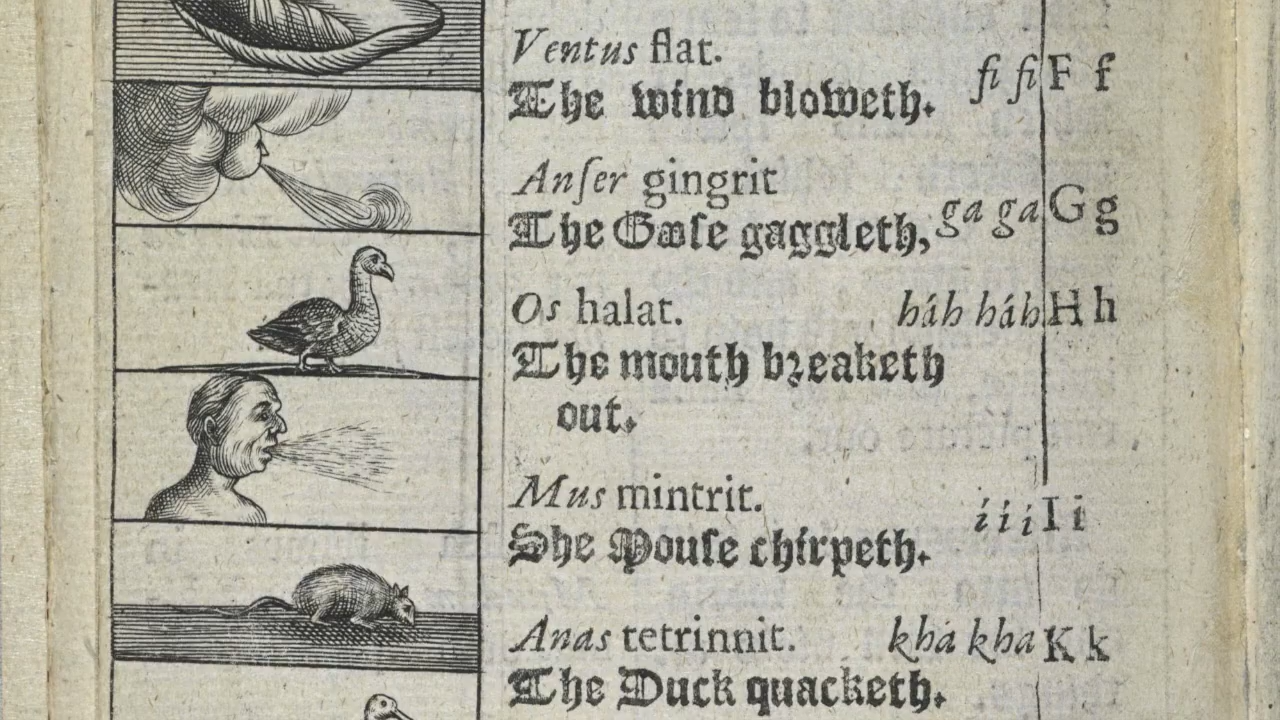 Ventus flat. fi fi F f
The wind bloweth.
Anſer gingrit ga ga G g
The Gooſe gaggleth,
Os halat. háh háh H h
The mouth breaketh
out.
Mus mintrit. í í í I i
She Mouſe chirpeth.
Anas tetrinnit. kha kha K k
The Duck quacketh.